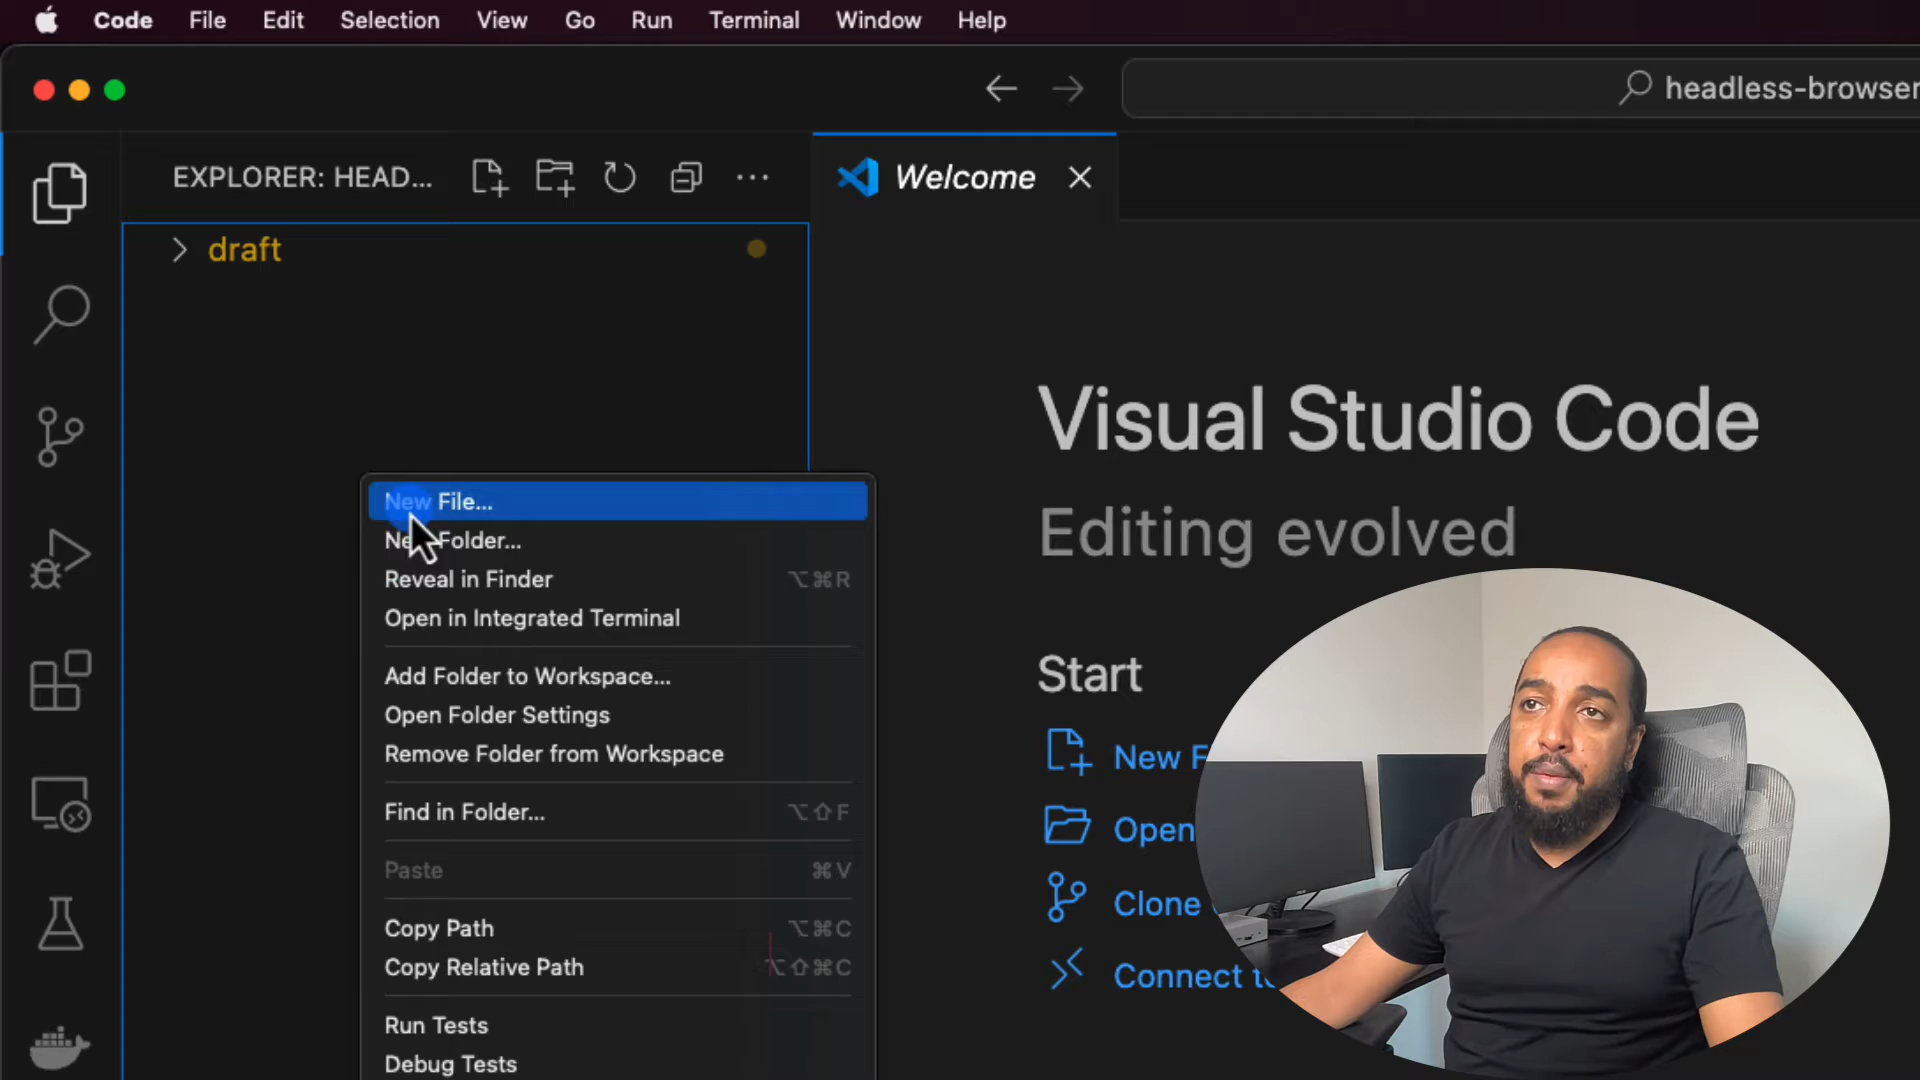 Code File Edit Selection View Go Run Terminal Window Help
headless-browser
EXPLORER: HEAD...
Welcome
draft
Visual Studio Code
Editing evolved
New File...
New Folder...
Reveal in Finder ⌥⌘R
Open in Integrated Terminal
Add Folder to Workspace...
Open Folder Settings
Remove Folder from Workspace
Find in Folder... ⌥⇧F
Paste ⌘V
Copy Path ⌥⌘C
Copy Relative Path ⌥⇧⌘C
Run Tests
Debug Tests
Start
New F
Open
Clone
Connect to